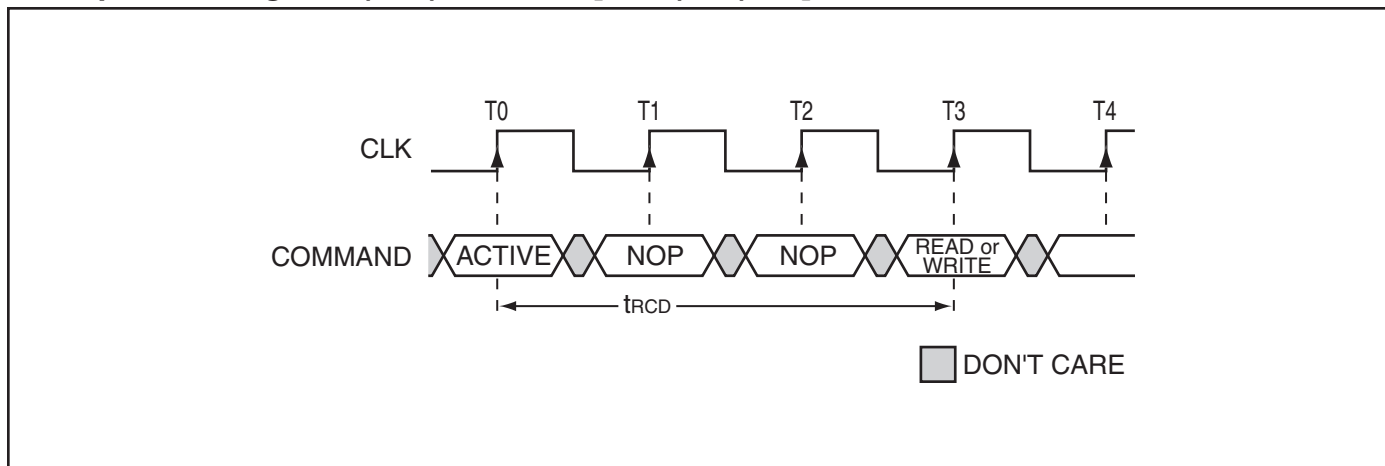 T0 T1 T2 T3 T4
CLK
COMMAND ACTIVE NOP NOP READ or
WRITE
tRCD
DON'T CARE